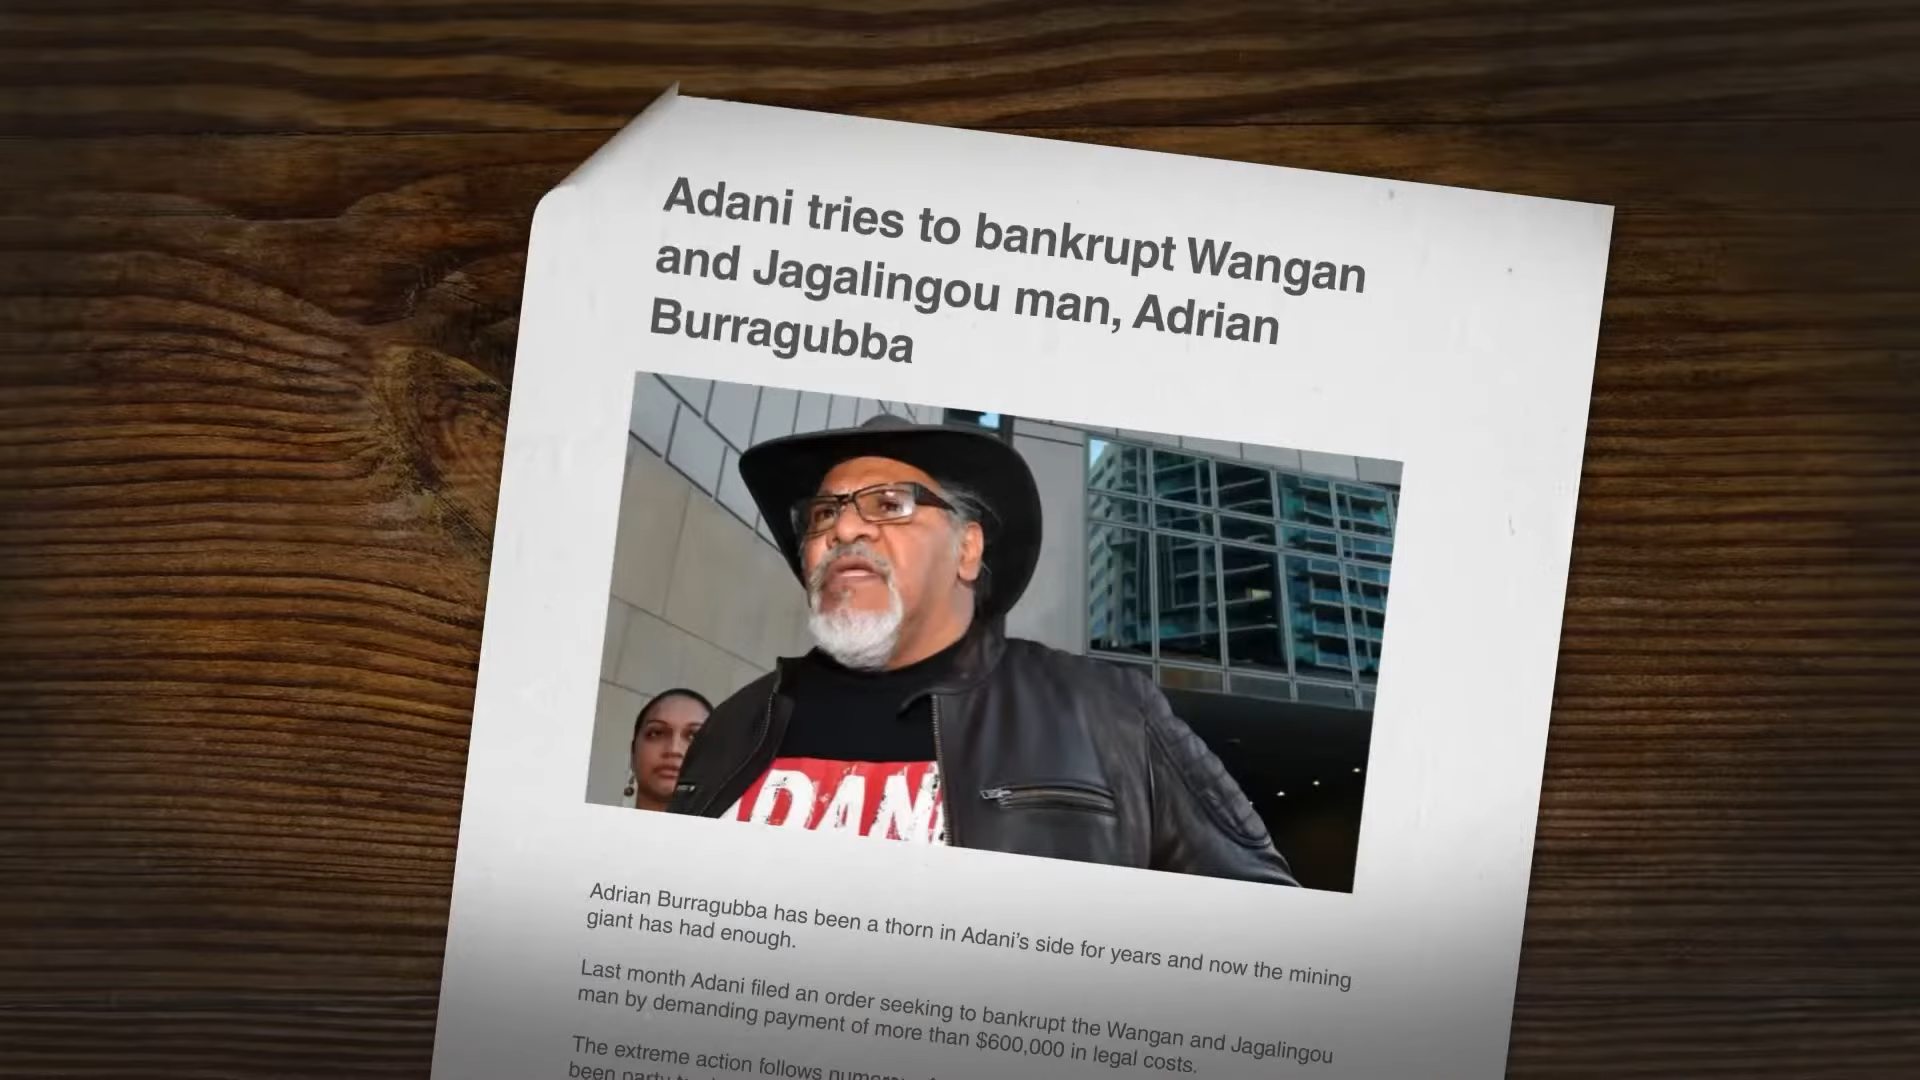 Adani tries to bankrupt Wangan
and Jagalingou man, Adrian
Burragubba
ADANI
Adrian Burragubba has been a thorn in Adani's side for years and now the mining
giant has had enough.
Last month Adani filed an order seeking to bankrupt the Wangan and Jagalingou
man by demanding payment of more than $600,000 in legal costs.
The extreme action follows
been party